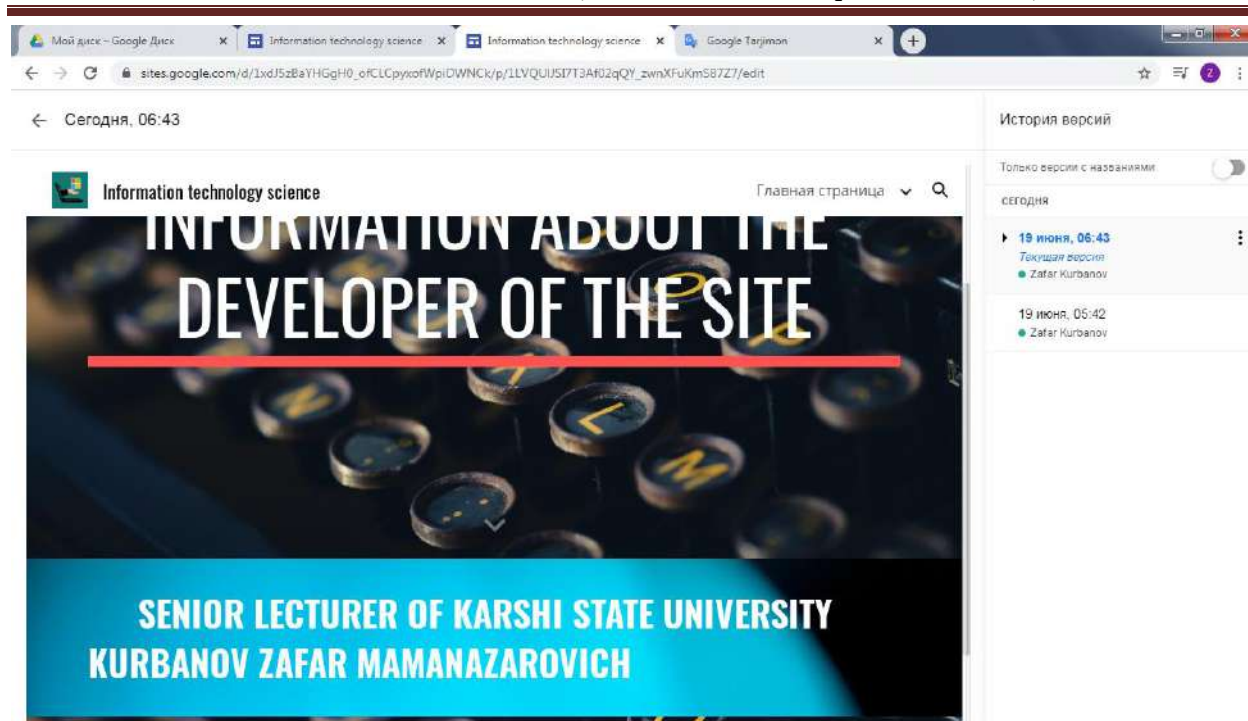 Мой диск – Google Диск
Information technology science
Information technology science
Google Tarjimon
sites.google.com/d/1xdJ5zBaYHGgH0_ofCLCpyxofWpiDWNCk/p/1LVQUIJSI7T3Af02qQY_zwnXFuKmS87Z7/edit
Z
Сегодня, 06:43
История версий
Только версии с названиями
СЕГОДНЯ
19 июня, 06:43
Текущая версия
Zafar Kurbanov
19 июня, 05:42
Zafar Kurbanov
Information technology science
Главная страница
INFORMATION ABOUT THE
DEVELOPER OF THE SITE
SENIOR LECTURER OF KARSHI STATE UNIVERSITY
KURBANOV ZAFAR MAMANAZAROVICH